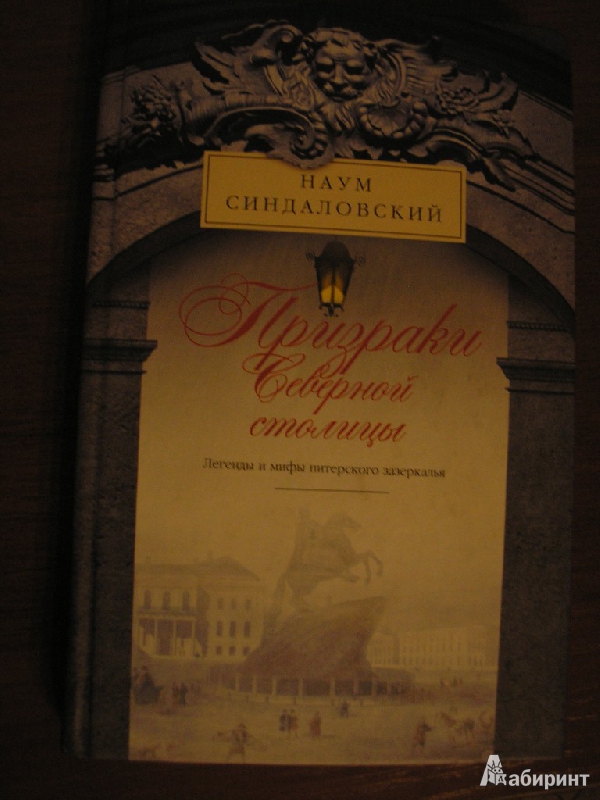 НАУМ
СИНДАЛОВСКИЙ
Призраки
Северной
столицы
Легенды и мифы питерского зазеркалья
Лабиринт